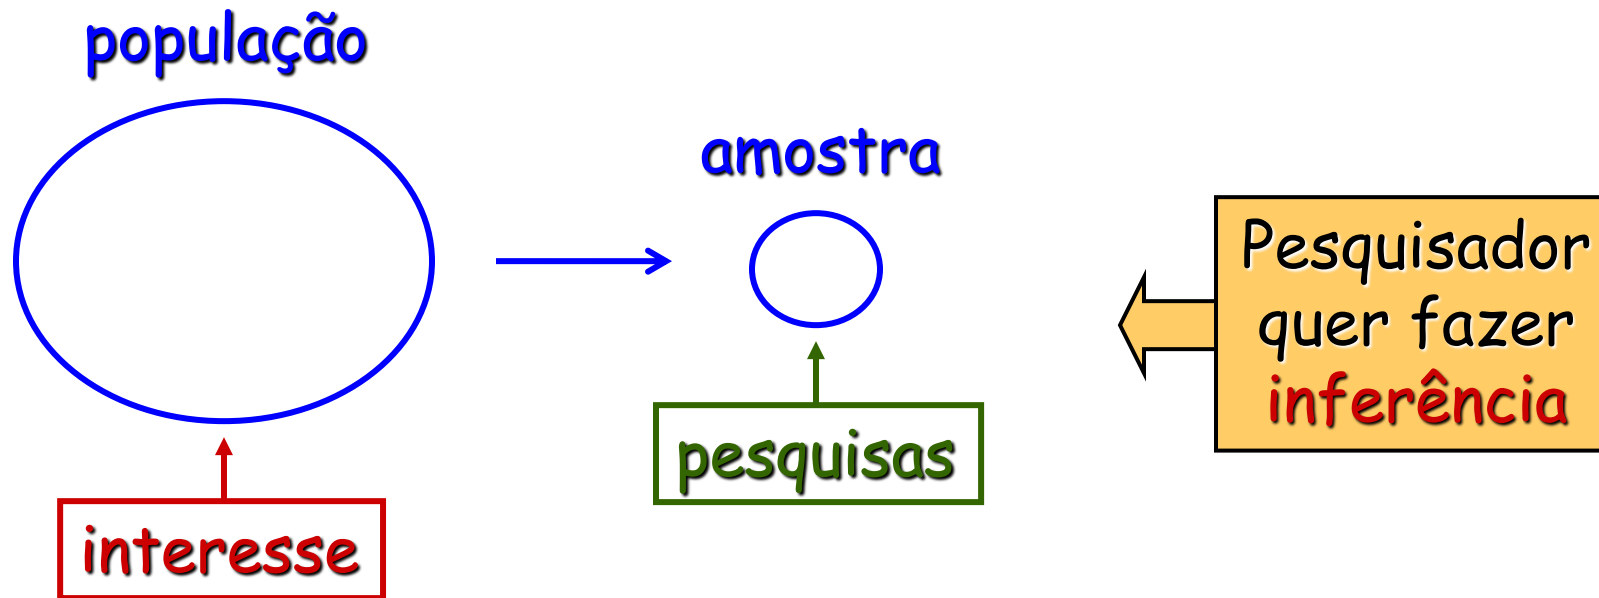 população
amostra
Pesquisador
quer fazer
inferência
pesquisas
interesse